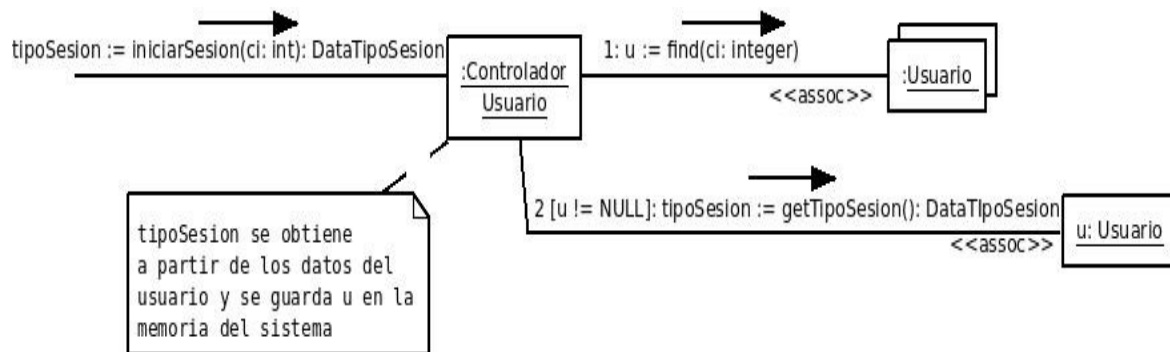 tipoSesion := iniciarSesion(ci: int): DataTipoSesion
:Controlador
Usuario
1: u := find(ci: integer)
<<assoc>>
:Usuario
2 [u != NULL]: tipoSesion := getTipoSesion(): DataTIpoSesion
<<assoc>>
u: Usuario
tipoSesion se obtiene
a partir de los datos del
usuario y se guarda u en la
memoria del sistema